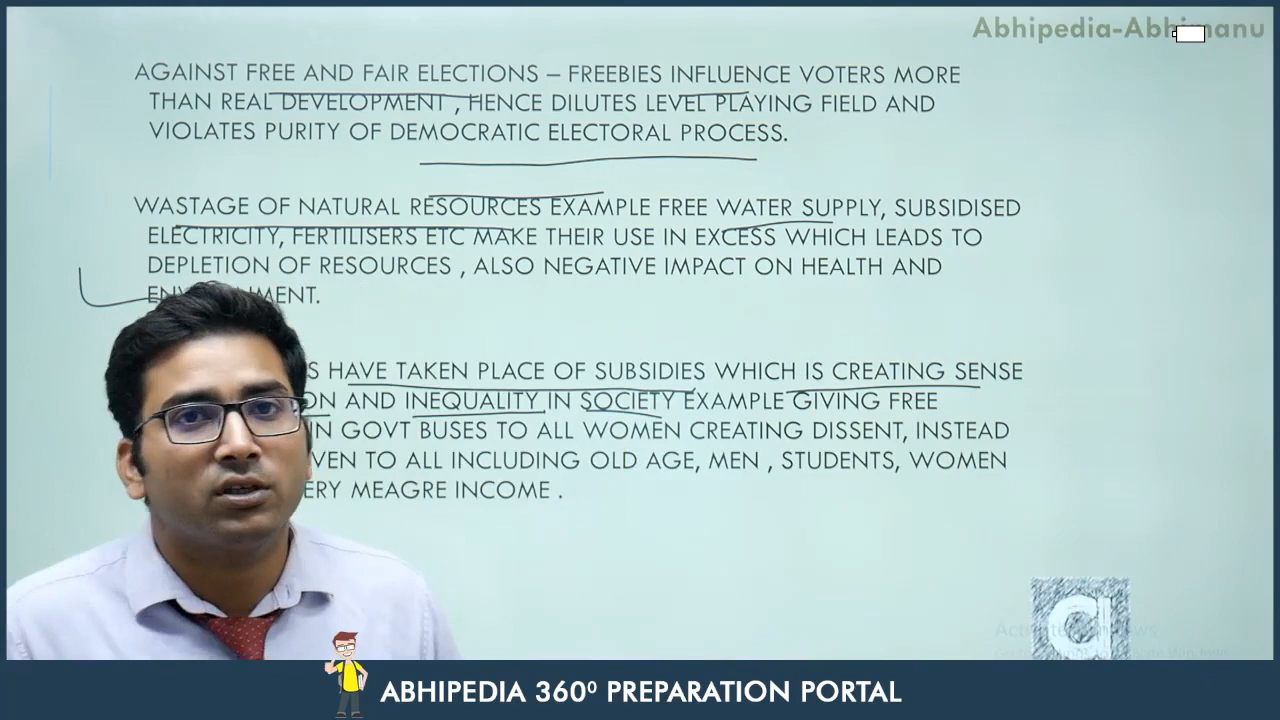 Abhipedia-Abhimanu
AGAINST FREE AND FAIR ELECTIONS – FREEBIES INFLUENCE VOTERS MORE
THAN REAL DEVELOPMENT , HENCE DILUTES LEVEL PLAYING FIELD AND
VIOLATES PURITY OF DEMOCRATIC ELECTORAL PROCESS.
WASTAGE OF NATURAL RESOURCES EXAMPLE FREE WATER SUPPLY, SUBSIDISED
ELECTRICITY, FERTILISERS ETC MAKE THEIR USE IN EXCESS WHICH LEADS TO
DEPLETION OF RESOURCES , ALSO NEGATIVE IMPACT ON HEALTH AND
HAVE TAKEN PLACE OF SUBSIDIES WHICH IS CREATING SENSE
AND INEQUALITY IN SOCIETY EXAMPLE GIVING FREE
IN GOVT BUSES TO ALL WOMEN CREATING DISSENT, INSTEAD
TO ALL INCLUDING OLD AGE, MEN , STUDENTS, WOMEN
MEAGRE INCOME .
ABHIPEDIA 360⁰ PREPARATION PORTAL